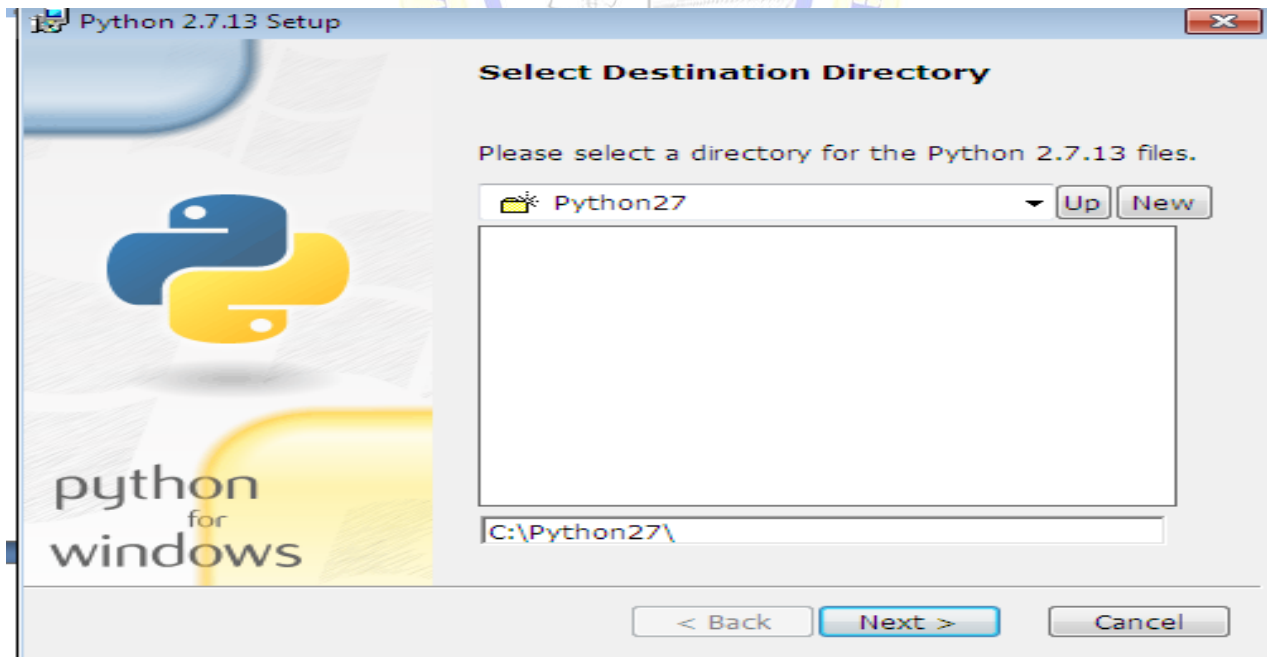 Python 2.7.13 Setup
Select Destination Directory
Please select a directory for the Python 2.7.13 files.
Python27
Up
New
C:\Python27\
python
for
windows
< Back
Next >
Cancel